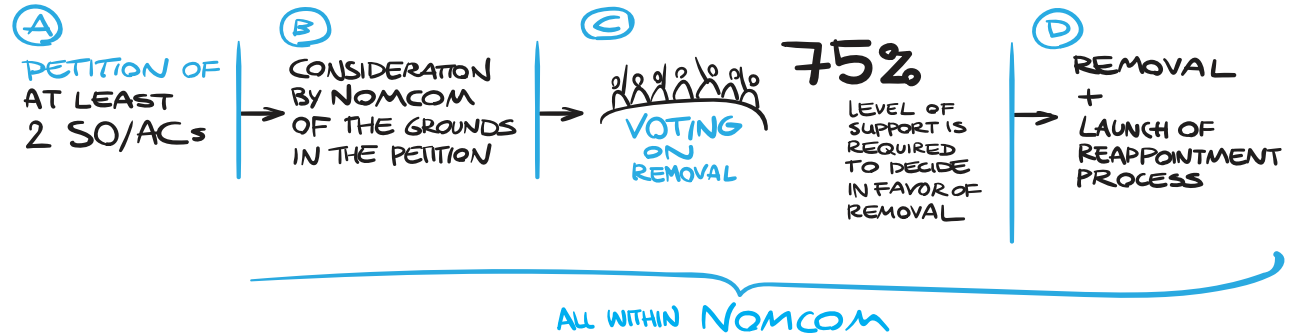 A
PETITION OF
AT LEAST
2 SO/ACs
B
CONSIDERATION
BY NOMCOM
OF THE GROUNDS
IN THE PETITION
C
VOTING
ON
REMOVAL
75%
LEVEL OF
SUPPORT IS
REQUIRED
TO DECIDE
IN FAVOR OF
REMOVAL
D
REMOVAL
+
LAUNCH OF
REAPPOINTMENT
PROCESS
ALL WITHIN NOMCOM